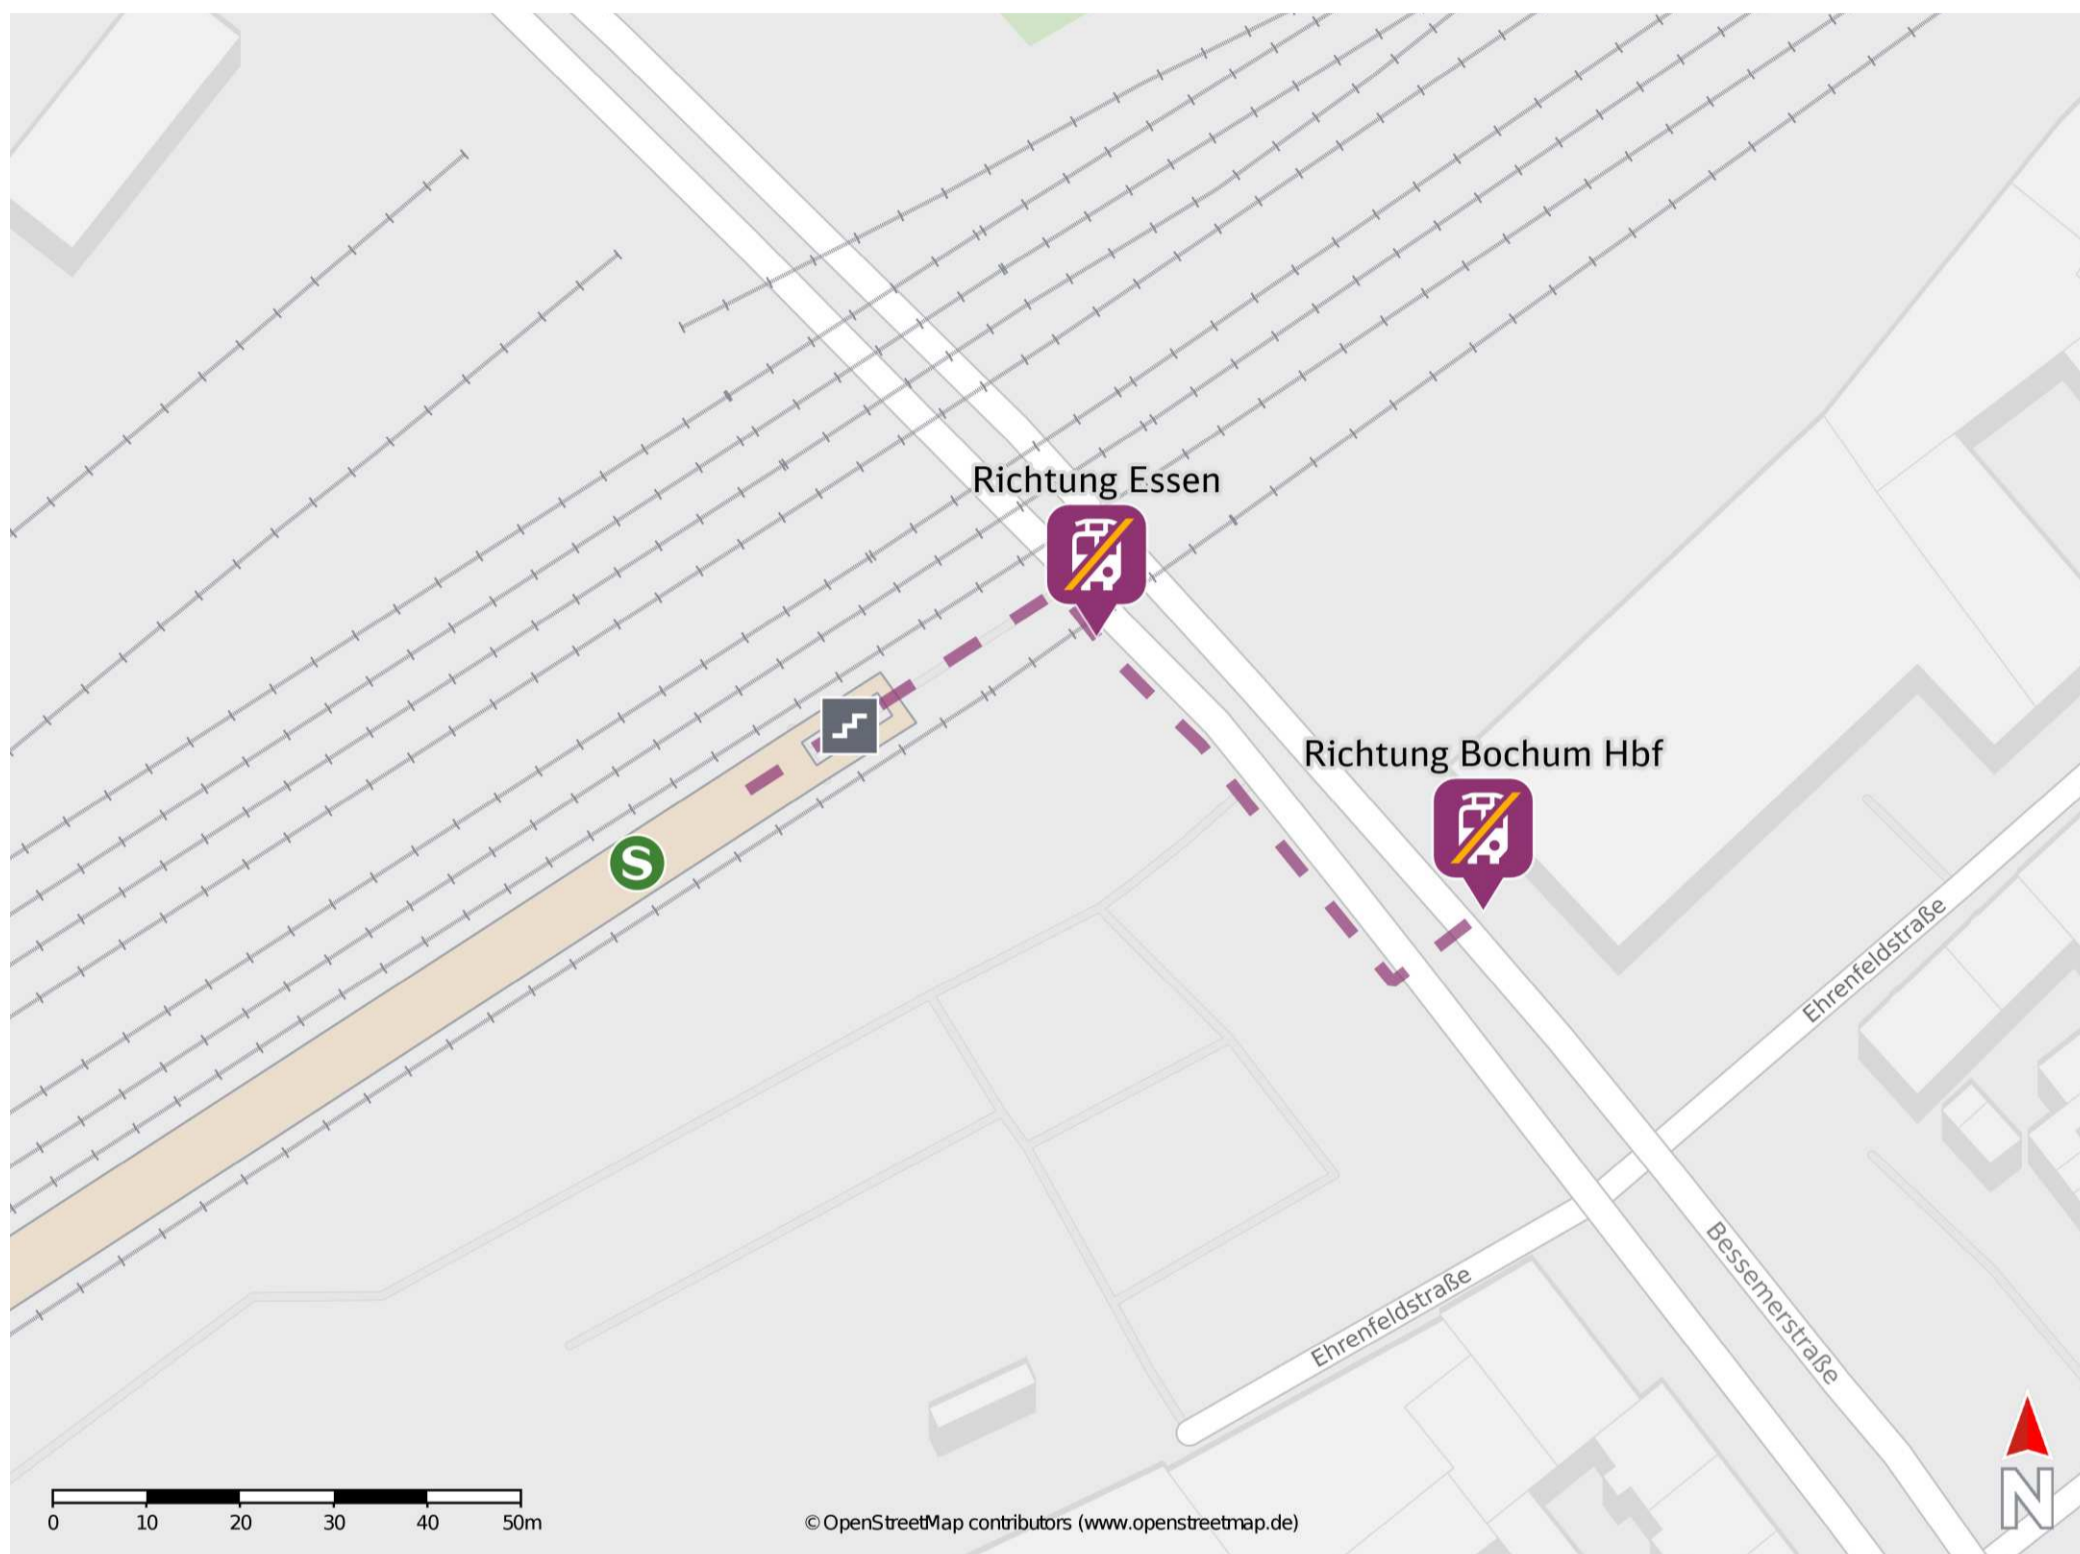 Richtung Essen
Richtung Bochum Hbf
S
Ehrenfeldstraße
Ehrenfeldstraße
Bessemerstraße
0 10 20 30 40 50m
© OpenStreetMap contributors (www.openstreetmap.de)
N